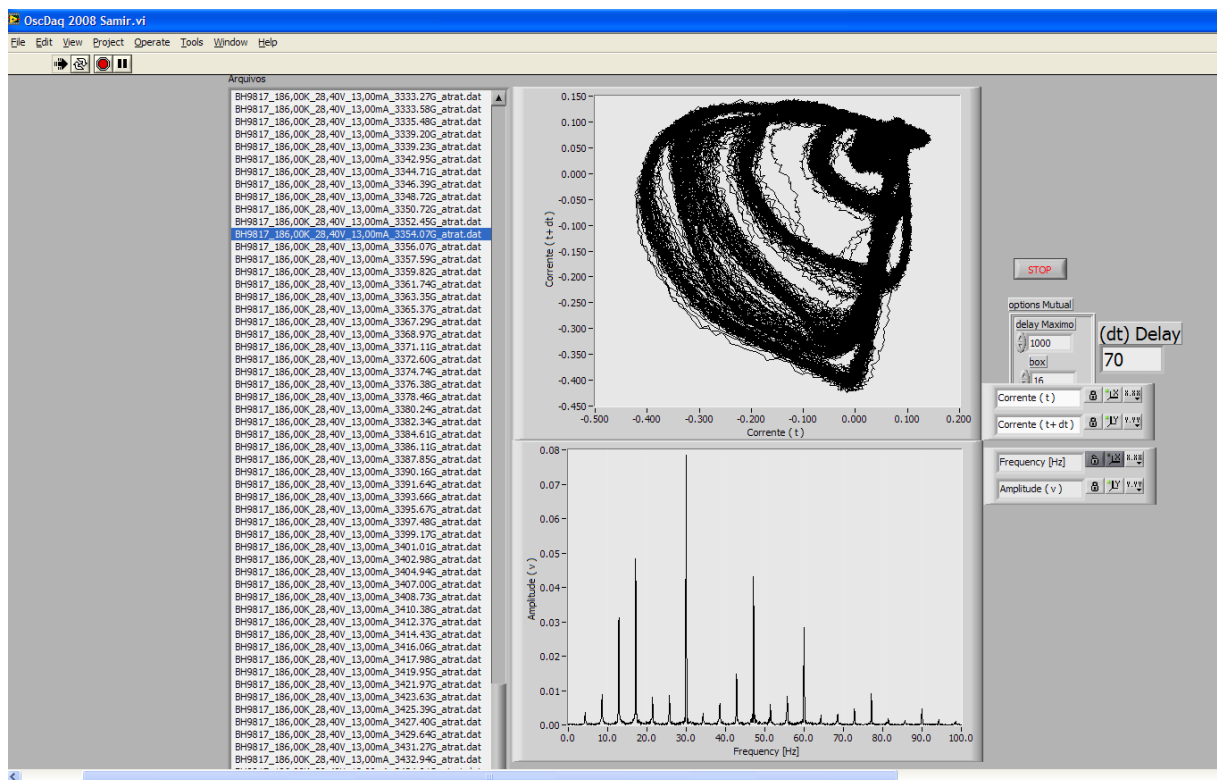 OscDaq 2008 Samir.vi
File Edit View Project Operate Tools Window Help
Arquivos
BH9817_186,00K_28,40V_13,00mA_3333.27G_atrat.dat
BH9817_186,00K_28,40V_13,00mA_3333.58G_atrat.dat
BH9817_186,00K_28,40V_13,00mA_3335.48G_atrat.dat
BH9817_186,00K_28,40V_13,00mA_3339.20G_atrat.dat
BH9817_186,00K_28,40V_13,00mA_3339.23G_atrat.dat
BH9817_186,00K_28,40V_13,00mA_3342.95G_atrat.dat
BH9817_186,00K_28,40V_13,00mA_3344.71G_atrat.dat
BH9817_186,00K_28,40V_13,00mA_3346.39G_atrat.dat
BH9817_186,00K_28,40V_13,00mA_3348.72G_atrat.dat
BH9817_186,00K_28,40V_13,00mA_3350.72G_atrat.dat
BH9817_186,00K_28,40V_13,00mA_3352.45G_atrat.dat
BH9817_186,00K_28,40V_13,00mA_3354.07G_atrat.dat
BH9817_186,00K_28,40V_13,00mA_3356.07G_atrat.dat
BH9817_186,00K_28,40V_13,00mA_3357.59G_atrat.dat
BH9817_186,00K_28,40V_13,00mA_3359.82G_atrat.dat
BH9817_186,00K_28,40V_13,00mA_3361.74G_atrat.dat
BH9817_186,00K_28,40V_13,00mA_3363.35G_atrat.dat
BH9817_186,00K_28,40V_13,00mA_3365.37G_atrat.dat
BH9817_186,00K_28,40V_13,00mA_3367.29G_atrat.dat
BH9817_186,00K_28,40V_13,00mA_3368.97G_atrat.dat
BH9817_186,00K_28,40V_13,00mA_3371.11G_atrat.dat
BH9817_186,00K_28,40V_13,00mA_3372.60G_atrat.dat
BH9817_186,00K_28,40V_13,00mA_3374.74G_atrat.dat
BH9817_186,00K_28,40V_13,00mA_3376.38G_atrat.dat
BH9817_186,00K_28,40V_13,00mA_3378.46G_atrat.dat
BH9817_186,00K_28,40V_13,00mA_3380.24G_atrat.dat
BH9817_186,00K_28,40V_13,00mA_3382.34G_atrat.dat
BH9817_186,00K_28,40V_13,00mA_3384.61G_atrat.dat
BH9817_186,00K_28,40V_13,00mA_3386.11G_atrat.dat
BH9817_186,00K_28,40V_13,00mA_3387.85G_atrat.dat
BH9817_186,00K_28,40V_13,00mA_3390.16G_atrat.dat
BH9817_186,00K_28,40V_13,00mA_3391.64G_atrat.dat
BH9817_186,00K_28,40V_13,00mA_3393.66G_atrat.dat
BH9817_186,00K_28,40V_13,00mA_3395.67G_atrat.dat
BH9817_186,00K_28,40V_13,00mA_3397.48G_atrat.dat
BH9817_186,00K_28,40V_13,00mA_3399.17G_atrat.dat
BH9817_186,00K_28,40V_13,00mA_3401.01G_atrat.dat
BH9817_186,00K_28,40V_13,00mA_3402.98G_atrat.dat
BH9817_186,00K_28,40V_13,00mA_3404.94G_atrat.dat
BH9817_186,00K_28,40V_13,00mA_3407.00G_atrat.dat
BH9817_186,00K_28,40V_13,00mA_3408.73G_atrat.dat
BH9817_186,00K_28,40V_13,00mA_3410.38G_atrat.dat
BH9817_186,00K_28,40V_13,00mA_3412.37G_atrat.dat
BH9817_186,00K_28,40V_13,00mA_3414.43G_atrat.dat
BH9817_186,00K_28,40V_13,00mA_3416.06G_atrat.dat
BH9817_186,00K_28,40V_13,00mA_3417.98G_atrat.dat
BH9817_186,00K_28,40V_13,00mA_3419.95G_atrat.dat
BH9817_186,00K_28,40V_13,00mA_3421.97G_atrat.dat
BH9817_186,00K_28,40V_13,00mA_3423.63G_atrat.dat
BH9817_186,00K_28,40V_13,00mA_3425.39G_atrat.dat
BH9817_186,00K_28,40V_13,00mA_3427.40G_atrat.dat
BH9817_186,00K_28,40V_13,00mA_3429.64G_atrat.dat
BH9817_186,00K_28,40V_13,00mA_3431.27G_atrat.dat
BH9817_186,00K_28,40V_13,00mA_3432.94G_atrat.dat
0.150
0.100
0.050
0.000
-0.050
-0.100
-0.150
-0.200
-0.250
-0.300
-0.350
-0.400
-0.450
Corrente ( t+ dt)
-0.500 -0.400 -0.300 -0.200 -0.100 0.000 0.100 0.200
Corrente ( t )
STOP
options Mutual
delay Maximo
1000
box
16
(dt) Delay
70
Corrente ( t )
Corrente ( t+ dt )
Frequency [Hz]
Amplitude ( v )
0.08
0.07
0.06
0.05
0.04
0.03
0.02
0.01
0.00
Amplitude ( v )
0.0 10.0 20.0 30.0 40.0 50.0 60.0 70.0 80.0 90.0 100.0
Frequency [Hz]